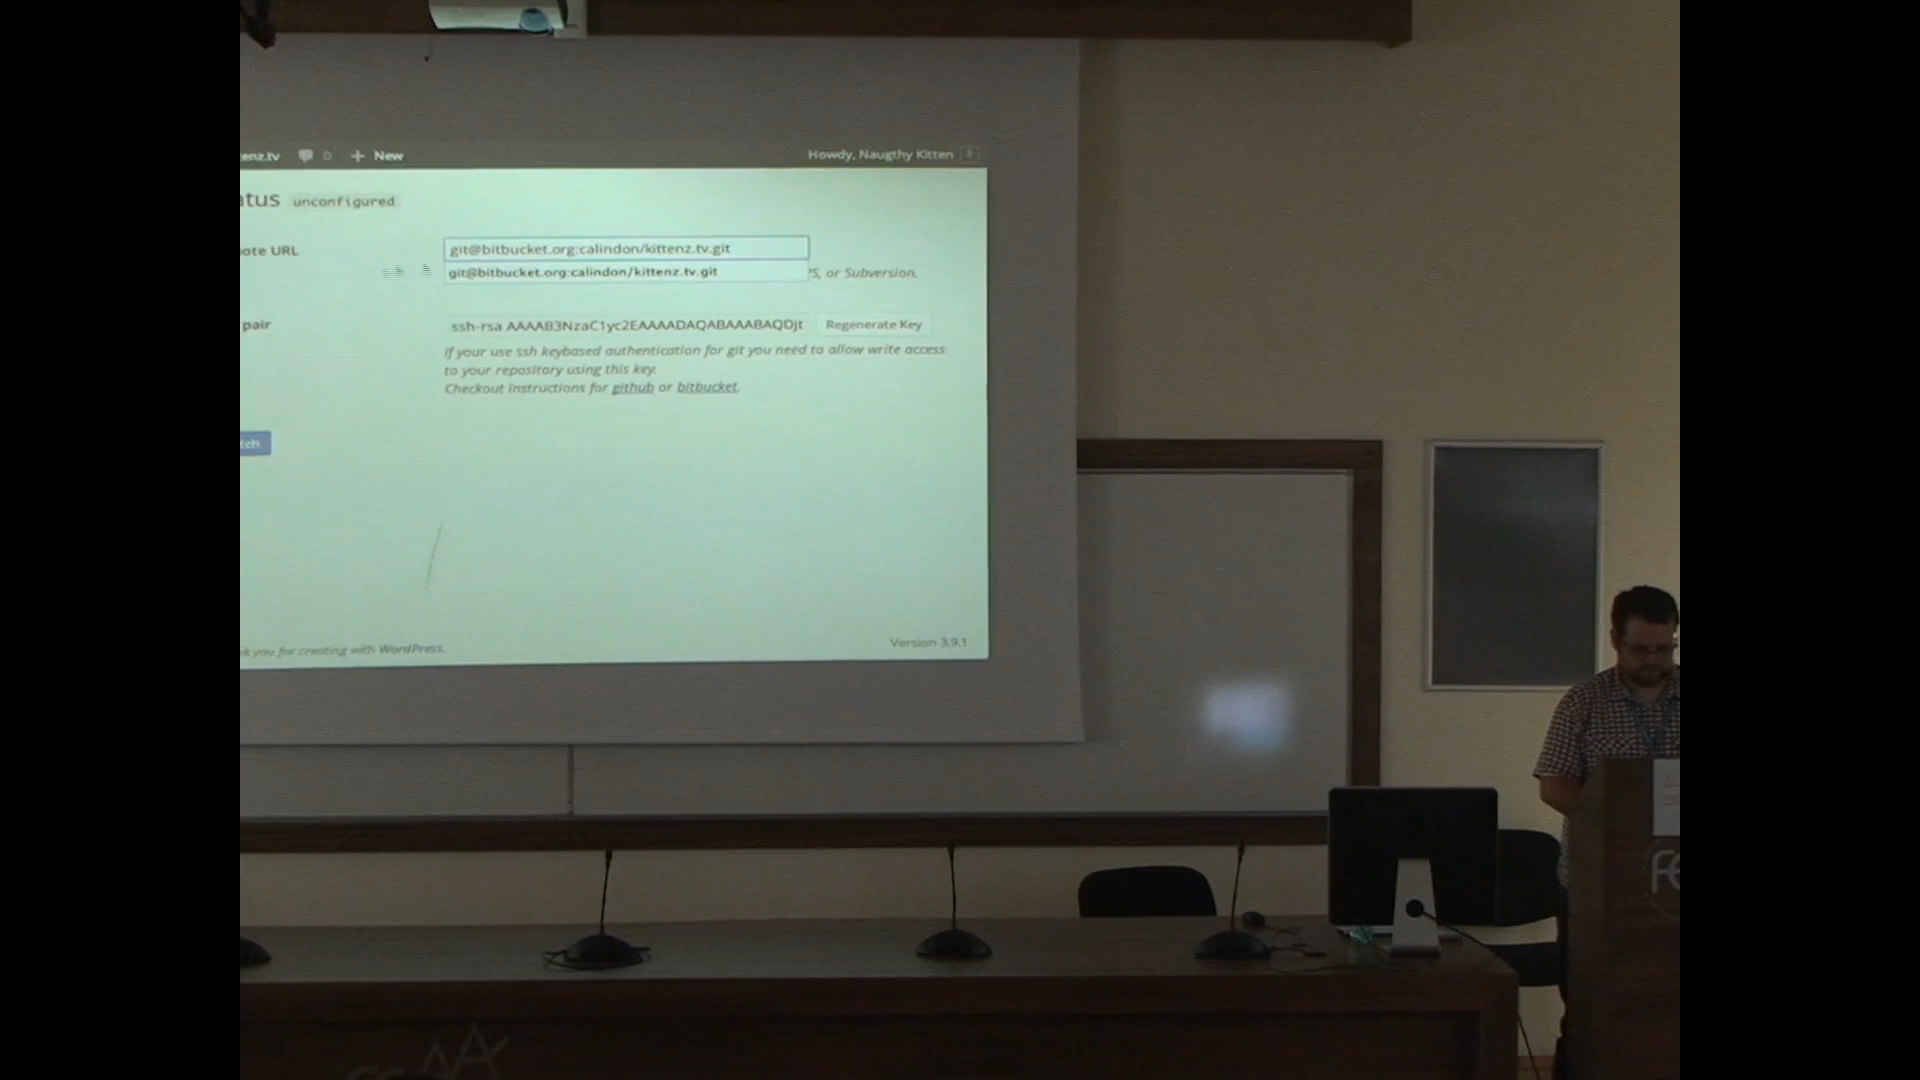 enz.tv 0 + New Howdy, Naugthy Kitten
atus unconfigured
ote URL git@bitbucket.org:calindon/kittenz.tv.git
git@bitbucket.org:calindon/kittenz.tv.git S, or Subversion.
pair ssh-rsa AAAAB3NzaC1yc2EAAAADAQABAAABAQDjt Regenerate Key
If your use ssh keybased authentication for git you need to allow write access
to your repository using this key.
Checkout instructions for github or bitbucket.
tch
k you for creating with WordPress. Version 3.9.1